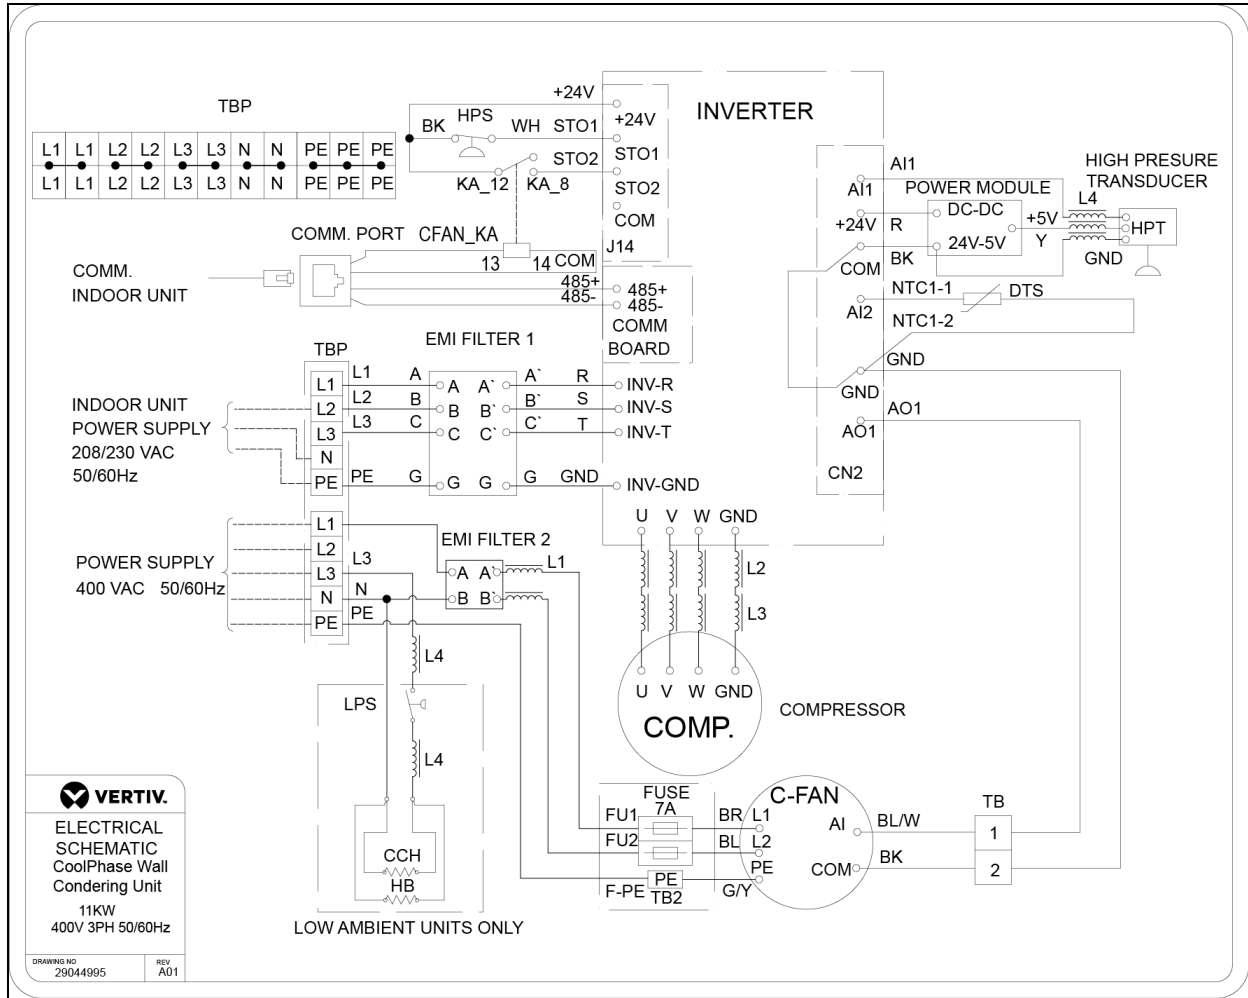 TBP
L1 L1 L2 L2 L3 L3 N N PE PE PE
L1 L1 L2 L2 L3 L3 N N PE PE PE
+24V
BK HPS WH STO1
STO2
KA_12 KA_8
+24V
STO1
STO2
COM
J14
INVERTER
COMM. PORT CFAN_KA
13 14 COM
485+
485-
COMM.
INDOOR UNIT
485+
485-
COMM
BOARD
AI1
AI1
+24V R
COM BK
AI2
NTC1-1 DTS
NTC1-2
GND
GND
AO1
AO1
CN2
POWER MODULE
DC-DC
24V-5V
+5V
Y
L4
GND
HPT
HIGH PRESURE
TRANSDUCER
TBP
EMI FILTER 1
L1 L1 A A A` A` R INV-R
L2 L2 B B B` B` S INV-S
L3 L3 C C C` C` T INV-T
N
PE PE G G G G GND INV-GND
INDOOR UNIT
POWER SUPPLY
208/230 VAC
50/60Hz
L1
L2
L3 L3
N N
PE PE
POWER SUPPLY
400 VAC 50/60Hz
EMI FILTER 2
A A` L1
B B`
U V W GND
L2
L3
U V W GND
COMP.
COMPRESSOR
L4
LPS
L4
CCH
HB
LOW AMBIENT UNITS ONLY
FUSE
7A
FU1 BR L1
FU2 BL L2
F-PE PE G/Y PE
TB2
C-FAN
AI BL/W
COM BK
TB
1
2
VERTIV.
ELECTRICAL
SCHEMATIC
CoolPhase Wall
Condering Unit
11KW
400V 3PH 50/60Hz
DRAWING NO REV
29044995 A01